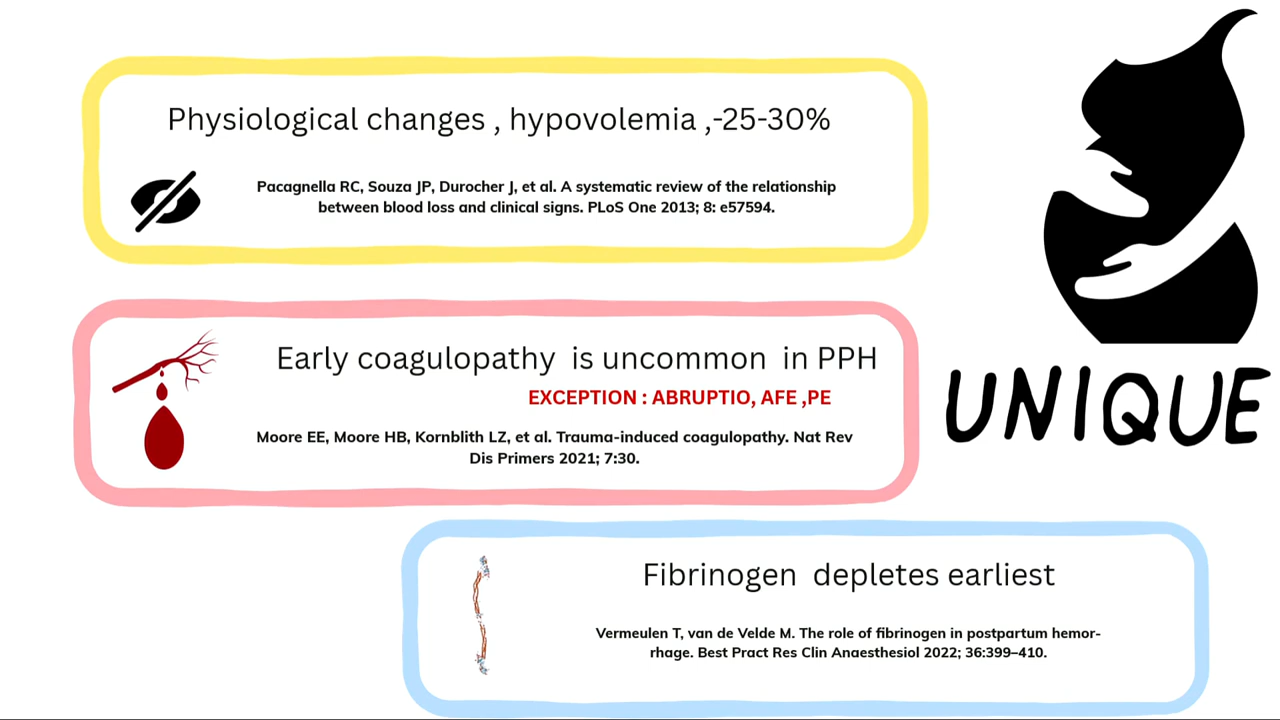 Physiological changes , hypovolemia ,-25-30%
Pacagnella RC, Souza JP, Durocher J, et al. A systematic review of the relationship
between blood loss and clinical signs. PLoS One 2013; 8: e57594.
Early coagulopathy is uncommon in PPH
EXCEPTION : ABRUPTIO, AFE ,PE
Moore EE, Moore HB, Kornblith LZ, et al. Trauma-induced coagulopathy. Nat Rev
Dis Primers 2021; 7:30.
UNIQUE
Fibrinogen depletes earliest
Vermeulen T, van de Velde M. The role of fibrinogen in postpartum hemor-
rhage. Best Pract Res Clin Anaesthesiol 2022; 36:399–410.